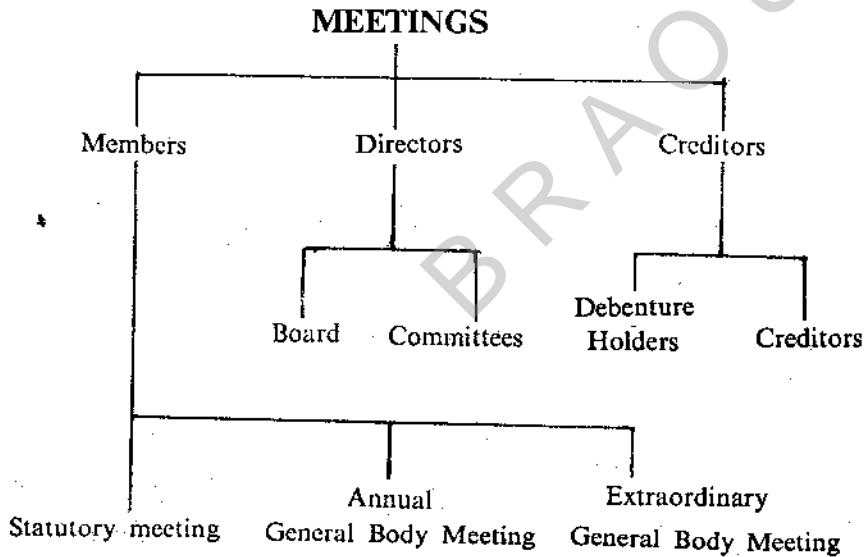 MEETINGS
Members Directors Creditors
Board Committees Debenture Holders Creditors
Statutory meeting Annual General Body Meeting Extraordinary General Body Meeting
BRAOU